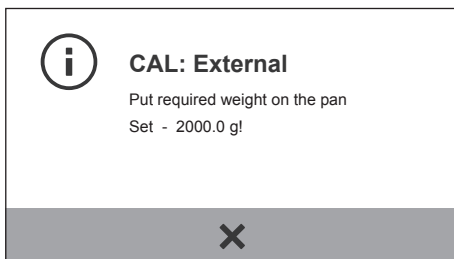 CAL: External
Put required weight on the pan
Set - 2000.0 g!